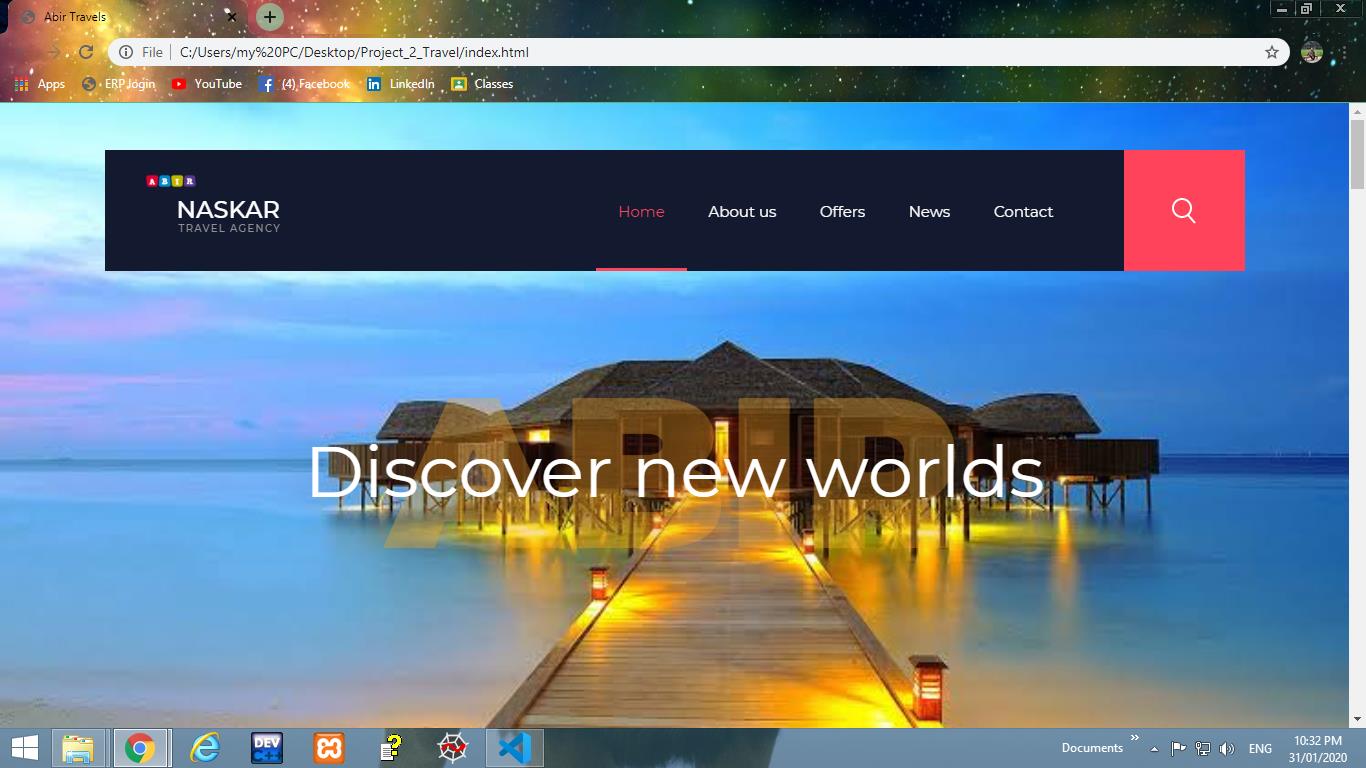 Abir Travels
File C:/Users/my%20PC/Desktop/Project_2_Travel/index.html
Apps ERP login YouTube (4) Facebook LinkedIn Classes
ABIR
NASKAR
TRAVEL AGENCY
Home About us Offers News Contact
ABIR
Discover new worlds
DEV C++
Documents ENG 10:32 PM
31/01/2020